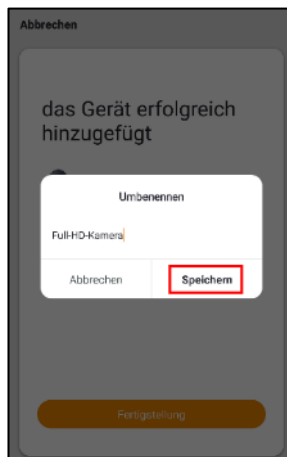 Abbrechen
das Gerät erfolgreich
hinzugefügt
Umbenennen
Full-HD-Kamera
Abbrechen
Speichern
Fertigstellung